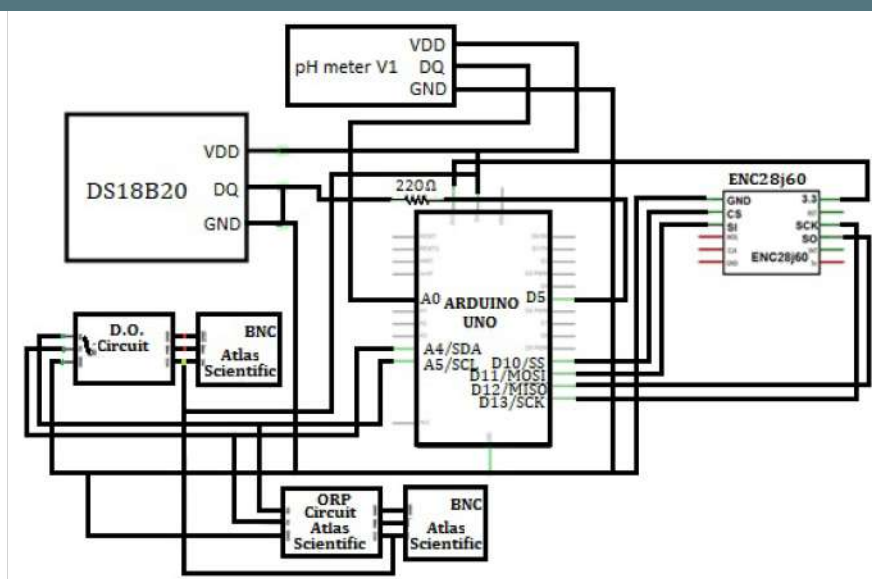 pH meter V1
VDD
DQ
GND
DS18B20
VDD
DQ
GND
220Ω
ENC28j60
GND
CS
SI
3.3
SCK
SO
ENC28j60
ARDUINO
UNO
A0
D5
A4/SDA
A5/SCL
D10/SS
D11/MOSI
D12/MISO
D13/SCK
D.O.
Circuit
BNC
Atlas
Scientific
ORP
Circuit
Atlas
Scientific
BNC
Atlas
Scientific